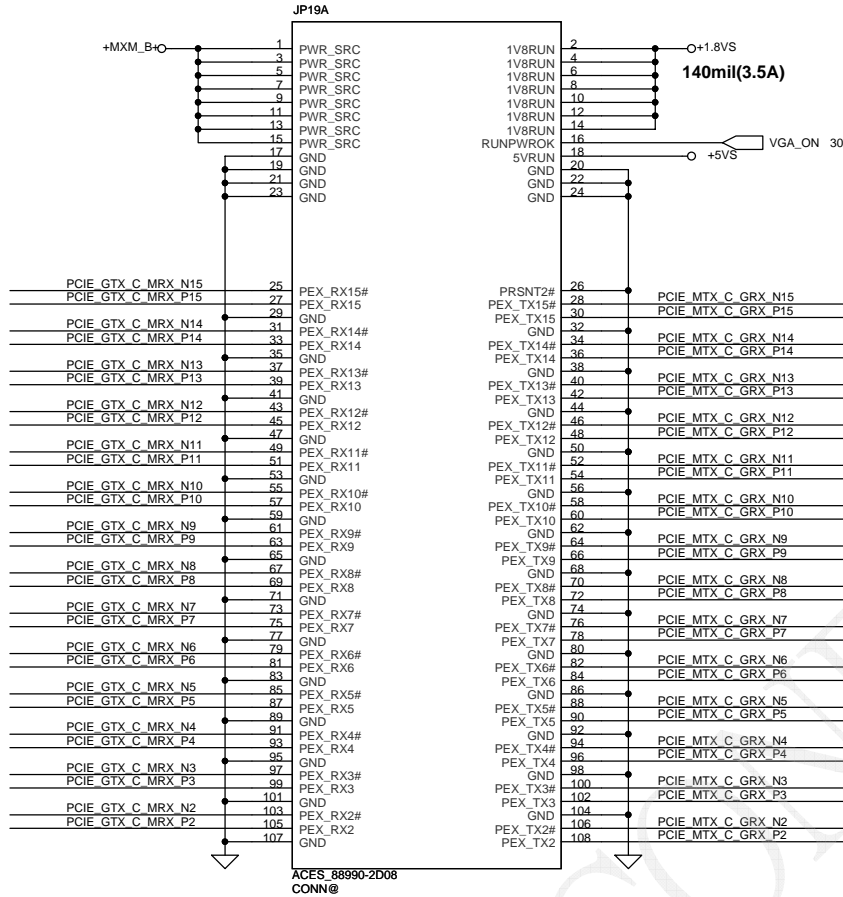 JP19A
+MXM_B+ 1 PWR_SRC 1V8RUN 2 +1.8VS
3 PWR_SRC 1V8RUN 4
5 PWR_SRC 1V8RUN 6 140mil(3.5A)
7 PWR_SRC 1V8RUN 8
9 PWR_SRC 1V8RUN 10
11 PWR_SRC 1V8RUN 12
13 PWR_SRC 1V8RUN 14
15 PWR_SRC RUNPWROK 16 VGA_ON 30
17 GND 5VRUN 18 +5VS
19 GND GND 20
21 GND GND 22
23 GND GND 24
PCIE_GTX_C_MRX_N15 25 PEX_RX15# PRSNT2# 26
PCIE_GTX_C_MRX_P15 27 PEX_RX15 PEX_TX15# 28 PCIE_MTX_C_GRX_N15
29 GND PEX_TX15 30 PCIE_MTX_C_GRX_P15
PCIE_GTX_C_MRX_N14 31 PEX_RX14# GND 32
PCIE_GTX_C_MRX_P14 33 PEX_RX14 PEX_TX14# 34 PCIE_MTX_C_GRX_N14
35 GND PEX_TX14 36 PCIE_MTX_C_GRX_P14
PCIE_GTX_C_MRX_N13 37 PEX_RX13# GND 38
PCIE_GTX_C_MRX_P13 39 PEX_RX13 PEX_TX13# 40 PCIE_MTX_C_GRX_N13
41 GND PEX_TX13 42 PCIE_MTX_C_GRX_P13
PCIE_GTX_C_MRX_N12 43 PEX_RX12# GND 44
PCIE_GTX_C_MRX_P12 45 PEX_RX12 PEX_TX12# 46 PCIE_MTX_C_GRX_N12
47 GND PEX_TX12 48 PCIE_MTX_C_GRX_P12
PCIE_GTX_C_MRX_N11 49 PEX_RX11# GND 50
PCIE_GTX_C_MRX_P11 51 PEX_RX11 PEX_TX11# 52 PCIE_MTX_C_GRX_N11
53 GND PEX_TX11 54 PCIE_MTX_C_GRX_P11
PCIE_GTX_C_MRX_N10 55 PEX_RX10# GND 56
PCIE_GTX_C_MRX_P10 57 PEX_RX10 PEX_TX10# 58 PCIE_MTX_C_GRX_N10
59 GND PEX_TX10 60 PCIE_MTX_C_GRX_P10
PCIE_GTX_C_MRX_N9 61 PEX_RX9# GND 62
PCIE_GTX_C_MRX_P9 63 PEX_RX9 PEX_TX9# 64 PCIE_MTX_C_GRX_N9
65 GND PEX_TX9 66 PCIE_MTX_C_GRX_P9
PCIE_GTX_C_MRX_N8 67 PEX_RX8# GND 68
PCIE_GTX_C_MRX_P8 69 PEX_RX8 PEX_TX8# 70 PCIE_MTX_C_GRX_N8
71 GND PEX_TX8 72 PCIE_MTX_C_GRX_P8
PCIE_GTX_C_MRX_N7 73 PEX_RX7# GND 74
PCIE_GTX_C_MRX_P7 75 PEX_RX7 PEX_TX7# 76 PCIE_MTX_C_GRX_N7
77 GND PEX_TX7 78 PCIE_MTX_C_GRX_P7
PCIE_GTX_C_MRX_N6 79 PEX_RX6# GND 80
PCIE_GTX_C_MRX_P6 81 PEX_RX6 PEX_TX6# 82 PCIE_MTX_C_GRX_N6
83 GND PEX_TX6 84 PCIE_MTX_C_GRX_P6
PCIE_GTX_C_MRX_N5 85 PEX_RX5# GND 86
PCIE_GTX_C_MRX_P5 87 PEX_RX5 PEX_TX5# 88 PCIE_MTX_C_GRX_N5
89 GND PEX_TX5 90 PCIE_MTX_C_GRX_P5
PCIE_GTX_C_MRX_N4 91 PEX_RX4# GND 92
PCIE_GTX_C_MRX_P4 93 PEX_RX4 PEX_TX4# 94 PCIE_MTX_C_GRX_N4
95 GND PEX_TX4 96 PCIE_MTX_C_GRX_P4
PCIE_GTX_C_MRX_N3 97 PEX_RX3# GND 98
PCIE_GTX_C_MRX_P3 99 PEX_RX3 PEX_TX3# 100 PCIE_MTX_C_GRX_N3
101 GND PEX_TX3 102 PCIE_MTX_C_GRX_P3
PCIE_GTX_C_MRX_N2 103 PEX_RX2# GND 104
PCIE_GTX_C_MRX_P2 105 PEX_RX2 PEX_TX2# 106 PCIE_MTX_C_GRX_N2
107 GND PEX_TX2 108 PCIE_MTX_C_GRX_P2
ACES_88990-2D08
CONN@